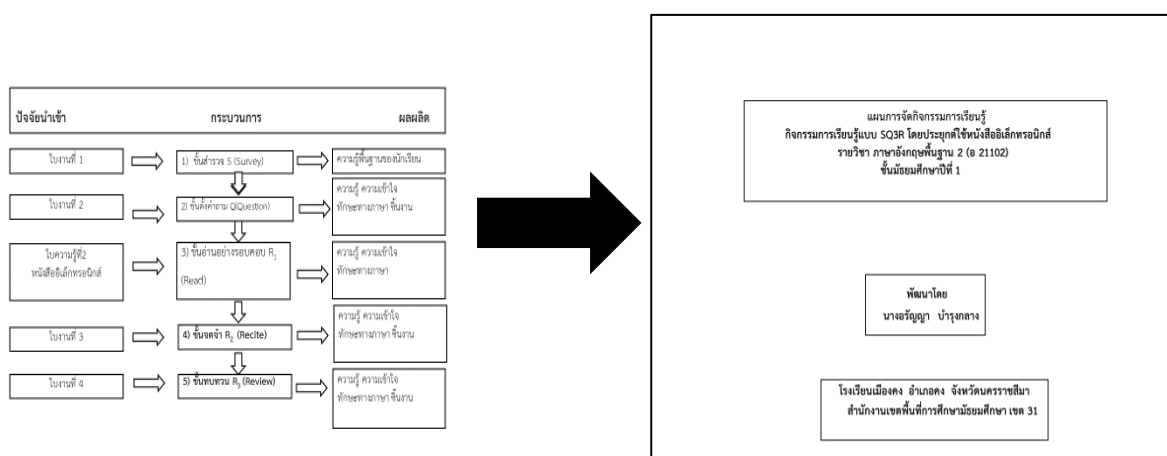 ปัจจัยนำเข้า กระบวนการ ผลผลิต
ใบงานที่ 1
1) ขั้นสำรวจ S (Survey)
ความรู้พื้นฐานของนักเรียน
ใบงานที่ 2
2) ขั้นตั้งคำถาม Q(Question)
ความรู้ ความเข้าใจ
ทักษะทางภาษา ชิ้นงาน
ใบความรู้ที่2
หนังสืออิเล็กทรอนิกส์
3) ขั้นอ่านอย่างรอบคอบ R₁
(Read)
ความรู้ ความเข้าใจ
ทักษะทางภาษา
ใบงานที่ 3
4) ขั้นจดจำ R₂ (Recite)
ความรู้ ความเข้าใจ
ทักษะทางภาษา ชิ้นงาน
ใบงานที่ 4
5) ขั้นทบทวน R₃ (Review)
ความรู้ ความเข้าใจ
ทักษะทางภาษา ชิ้นงาน
แผนการจัดกิจกรรมการเรียนรู้
กิจกรรมการเรียนรู้แบบ SQ3R โดยประยุกต์ใช้หนังสืออิเล็กทรอนิกส์
รายวิชา ภาษาอังกฤษพื้นฐาน 2 (อ 21102)
ชั้นมัธยมศึกษาปีที่ 1
พัฒนาโดย
นางอรัญญา บำรุงกลาง
โรงเรียนเมืองคง อำเภอคง จังหวัดนครราชสีมา
สำนักงานเขตพื้นที่การศึกษามัธยมศึกษา เขต 31